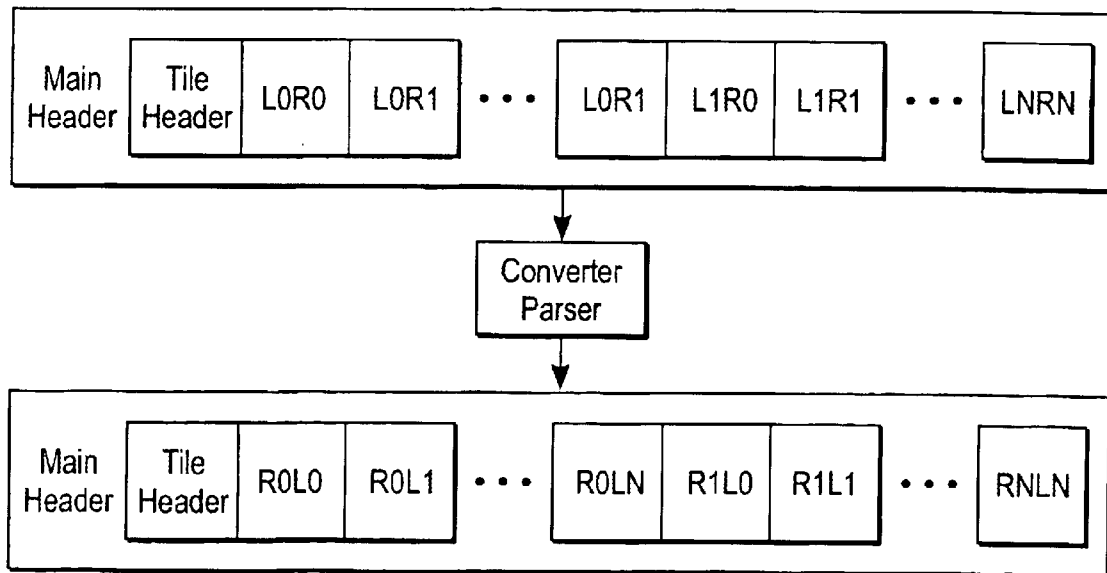 Main Header
Tile Header
L0R0
L0R1
• • •
L0R1
L1R0
L1R1
• • •
LNRN
Converter Parser
Main Header
Tile Header
R0L0
R0L1
• • •
R0LN
R1L0
R1L1
• • •
RNLN